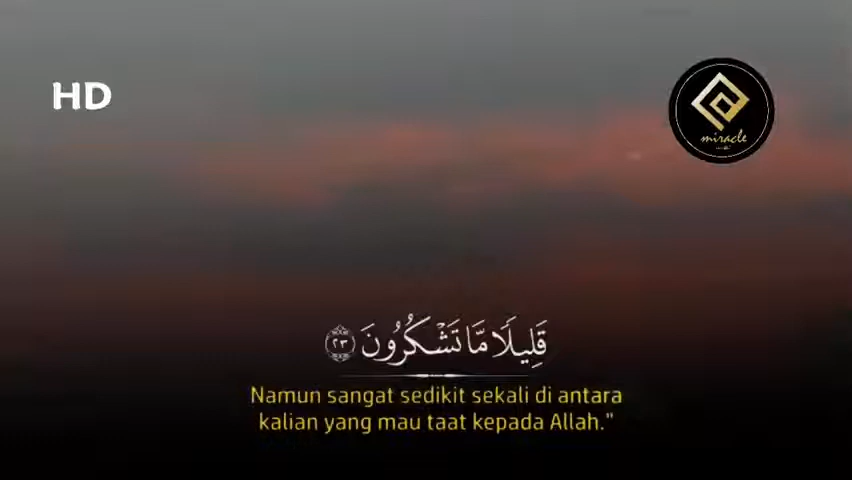 HD
miracle
قَلِيلًا مَّا تَشْكُرُونَ ٢٣
Namun sangat sedikit sekali di antara
kalian yang mau taat kepada Allah."